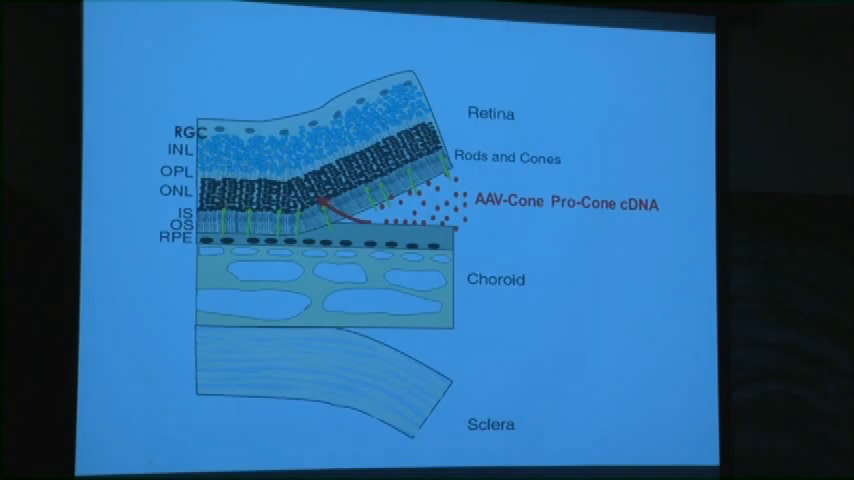 Retina
RGC
INL
Rods and Cones
OPL
ONL
AAV-Cone Pro-Cone cDNA
IS
OS
RPE
Choroid
Sclera